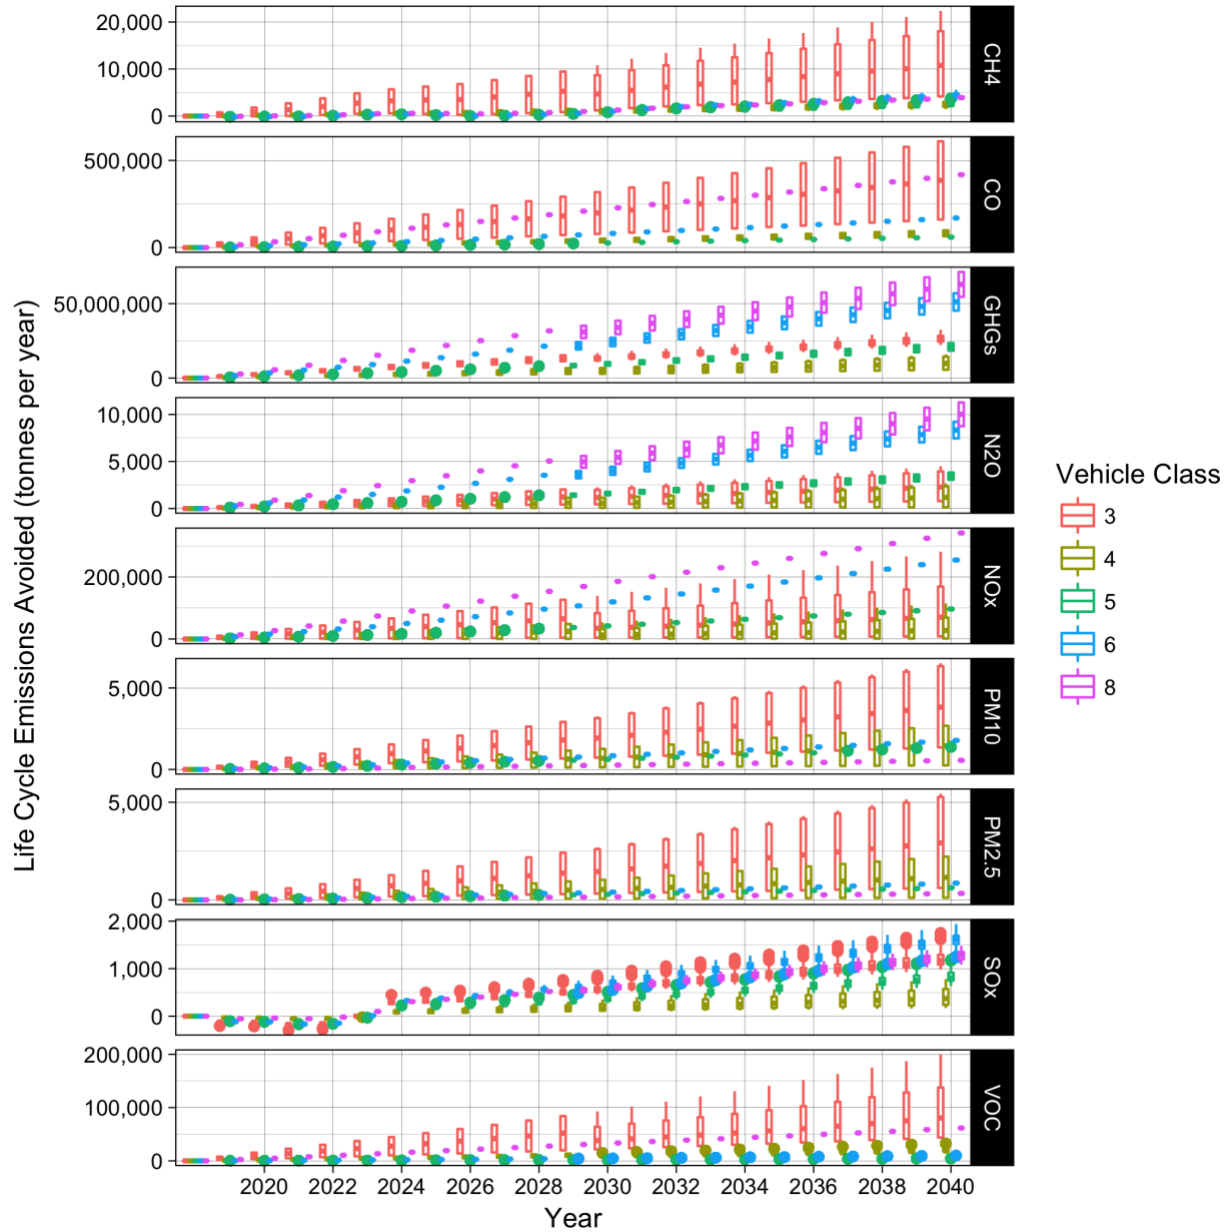 20,000
10,000
0
CH4
500,000
0
CO
50,000,000
0
GHGs
10,000
5,000
0
N2O
200,000
0
NOx
5,000
0
PM10
5,000
0
PM2.5
2,000
1,000
0
SOx
200,000
100,000
0
VOC
2020 2022 2024 2026 2028 2030 2032 2034 2036 2038 2040
Year
Life Cycle Emissions Avoided (tonnes per year)
Vehicle Class
3
4
5
6
8